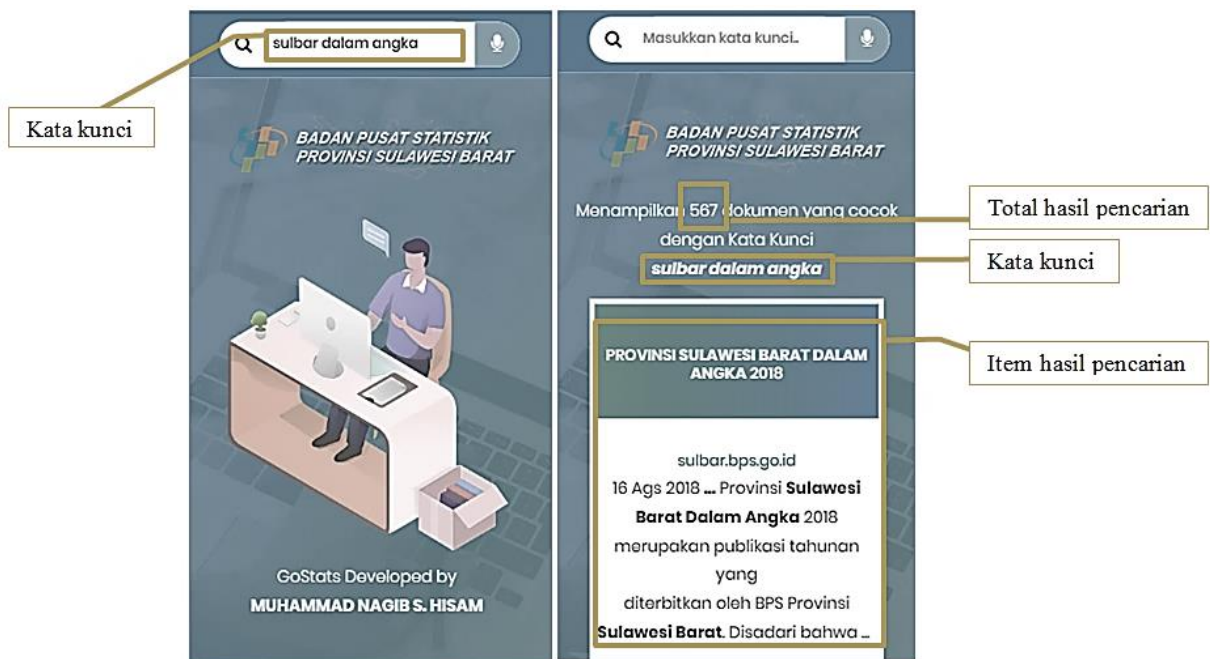 Kata kunci
sulbar dalam angka
BADAN PUSAT STATISTIK
PROVINSI SULAWESI BARAT
GoStats Developed by
MUHAMMAD NAGIB S. HISAM
Masukkan kata kunci..
BADAN PUSAT STATISTIK
PROVINSI SULAWESI BARAT
Menampilkan 567 dokumen yang cocok
dengan Kata Kunci
sulbar dalam angka
PROVINSI SULAWESI BARAT DALAM
ANGKA 2018
sulbar.bps.go.id
16 Ags 2018 ... Provinsi Sulawesi
Barat Dalam Angka 2018
merupakan publikasi tahunan
yang
diterbitkan oleh BPS Provinsi
Sulawesi Barat. Disadari bahwa ...
Total hasil pencarian
Kata kunci
Item hasil pencarian